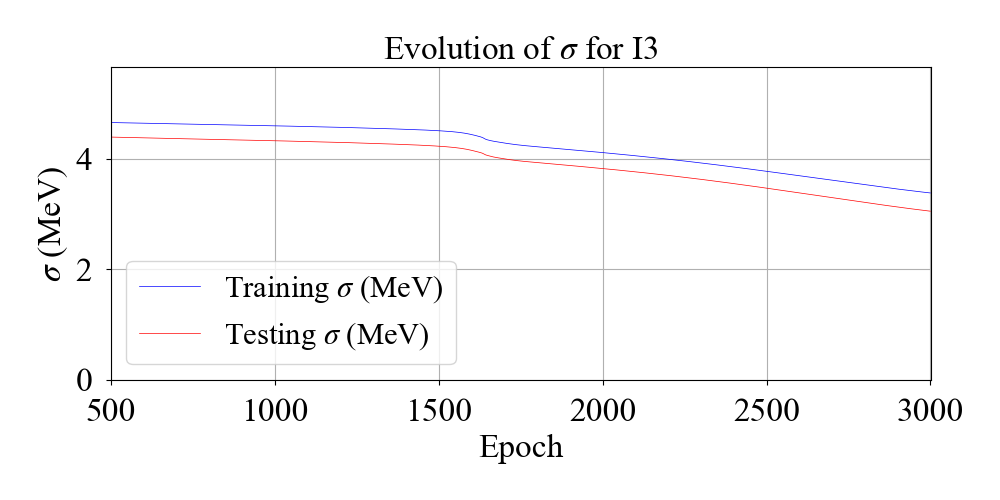 Evolution of σ for I3
σ (MeV)
4
2
0
Training σ (MeV)
Testing σ (MeV)
500 1000 1500 2000 2500 3000
Epoch